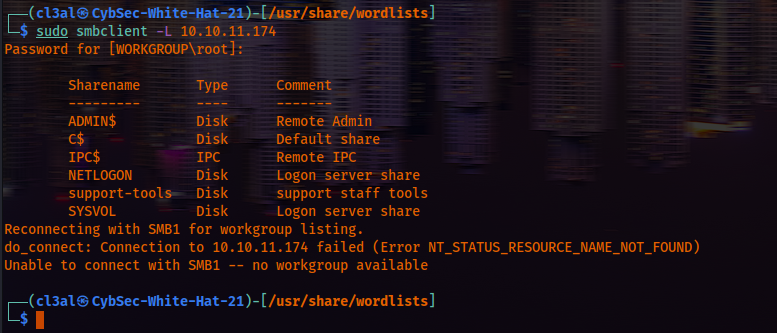 ┌──(cl3al㉿CybSec-White-Hat-21)-[/usr/share/wordlists]
└─$ sudo smbclient -L 10.10.11.174
Password for [WORKGROUP\root]:

        Sharename       Type      Comment
        ---------       ----      -------
        ADMIN$          Disk      Remote Admin
        C$              Disk      Default share
        IPC$            IPC       Remote IPC
        NETLOGON        Disk      Logon server share
        support-tools   Disk      support staff tools
        SYSVOL          Disk      Logon server share
Reconnecting with SMB1 for workgroup listing.
do_connect: Connection to 10.10.11.174 failed (Error NT_STATUS_RESOURCE_NAME_NOT_FOUND)
Unable to connect with SMB1 -- no workgroup available

┌──(cl3al㉿CybSec-White-Hat-21)-[/usr/share/wordlists]
└─$